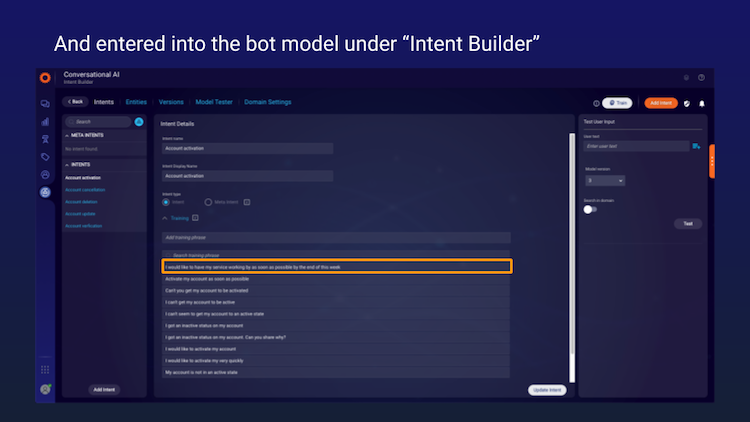 And entered into the bot model under “Intent Builder”
Conversational AI
Intent Builder
Back Intents Entities Versions Model Tester Domain Settings
Train Add Intent
Search
META INTENTS
No intent found
INTENTS
Account activation
Account cancellation
Account deletion
Account update
Account verification
Add Intent
Intent Details
Intent name
Account activation
Intent Display Name
Account activation
Intent type
Intent Meta Intent
Training
Add training phrase
Search training phrase
I would like to have my service working by as soon as possible by the end of this week
Activate my account as soon as possible
Can't you get my account to be activated
I can't get my account to be active
I can't seem to get my account to an active state
I got an inactive status on my account
I got an inactive status on my account. Can you share why?
I would like to activate my account
I would like to activate my very quickly
My account is not in an active state
Update Intent
Test User Input
User text
Enter user text
Model version
5
Search in domain
Test